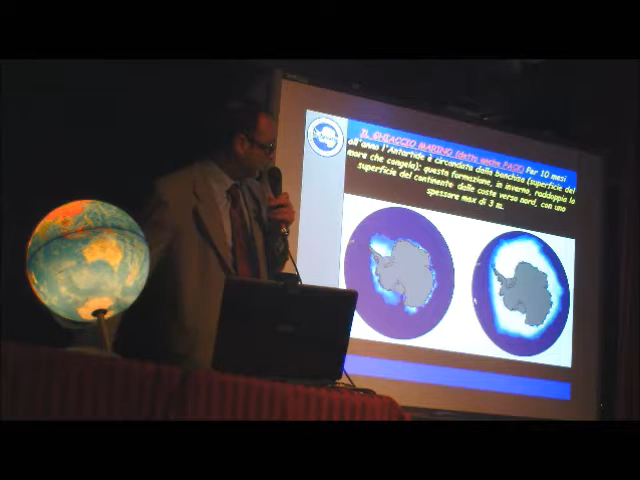 IL GHIACCIO MARINO (detto anche PACK) Per 10 mesi
all'anno l'Antartide è circondata dalla banchisa (superficie del
mare che congela); questa formazione, in inverno, raddoppia la
superficie del continente dalle coste verso nord, con uno
spessore max di 3 m.